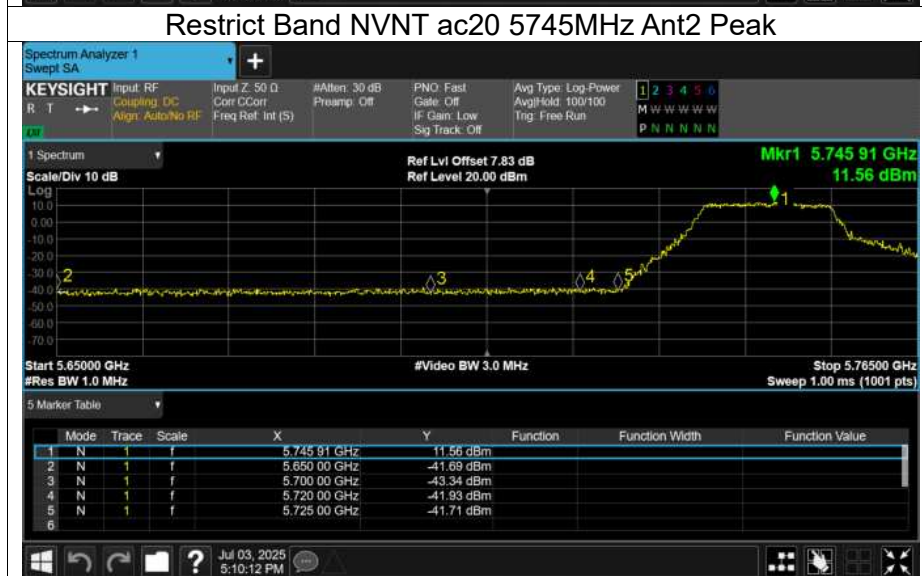 Restrict Band NVNT ac20 5745MHz Ant2 Peak
Spectrum Analyzer 1
Swept SA
+
KEYSIGHT Input: RF Input Z: 50 Ω #Atten: 30 dB PNO: Fast Avg Type: Log-Power 1 2 3 4 5 6
R T Coupling: DC Corr CCorr Preamp: Off Gate: Off Avg|Hold: 100/100 M W W W W W
Align: Auto/No RF Freq Ref: Int (S) IF Gain: Low Trig: Free Run
Sig Track: Off P N N N N N
1 Spectrum Ref Lvl Offset 7.83 dB Mkr1 5.745 91 GHz
Scale/Div 10 dB Ref Level 20.00 dBm 11.56 dBm
Log
10.0 1
0.00
-10.0
-20.0
-30.0 2 3 4 5
-40.0
-50.0
-60.0
-70.0
Start 5.65000 GHz #Video BW 3.0 MHz Stop 5.76500 GHz
#Res BW 1.0 MHz Sweep 1.00 ms (1001 pts)
5 Marker Table
Mode Trace Scale X Y Function Function Width Function Value
1 N 1 f 5.745 91 GHz 11.56 dBm
2 N 1 f 5.650 00 GHz -41.69 dBm
3 N 1 f 5.700 00 GHz -43.34 dBm
4 N 1 f 5.720 00 GHz -41.93 dBm
5 N 1 f 5.725 00 GHz -41.71 dBm
6
? Jul 03, 2025
5:10:12 PM